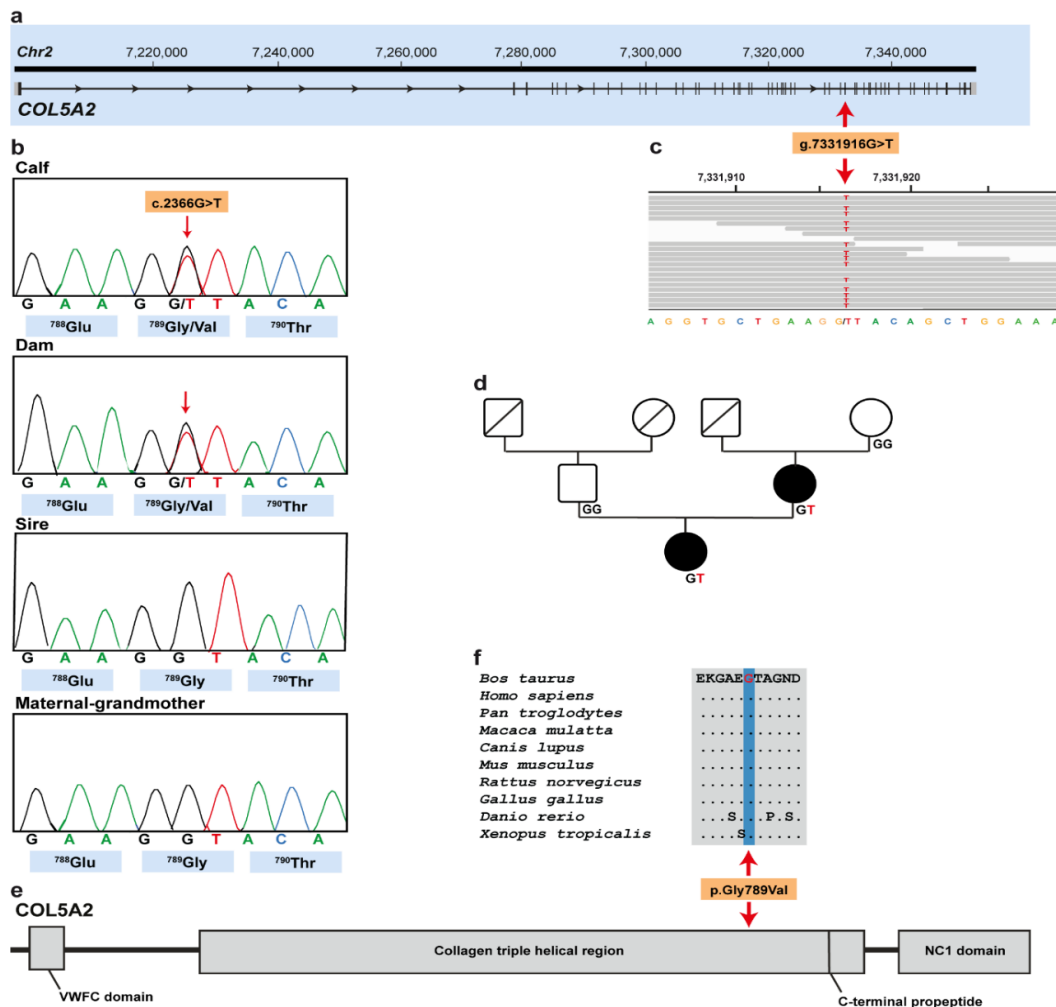 a
Chr2 7,220,000 7,240,000 7,260,000 7,280,000 7,300,000 7,320,000 7,340,000
COL5A2
g.7331916G>T
b
Calf
c.2366G>T
G A A G G/T T A C A
788Glu 789Gly/Val 790Thr
Dam
G A A G G/T T A C A
788Glu 789Gly/Val 790Thr
Sire
G A A G G T A C A
788Glu 789Gly 790Thr
Maternal-grandmother
G A A G G T A C A
788Glu 789Gly 790Thr
c
7,331,910 7,331,920
T
T
T
T
T
T
T
T
T
T
T
T
A G G T G C T G A A G G/T T A C A G C T G G A A A
d
GG
GG
GT
GT
f
Bos taurus EKGAEGTAGND
Homo sapiens ...........
Pan troglodytes ...........
Macaca mulatta ...........
Canis lupus ...........
Mus musculus ...........
Rattus norvegicus ...........
Gallus gallus ...........
Danio rerio ...S...P.S.
Xenopus tropicalis ....S......
p.Gly789Val
e
COL5A2
Collagen triple helical region
NC1 domain
VWFC domain
C-terminal propeptide